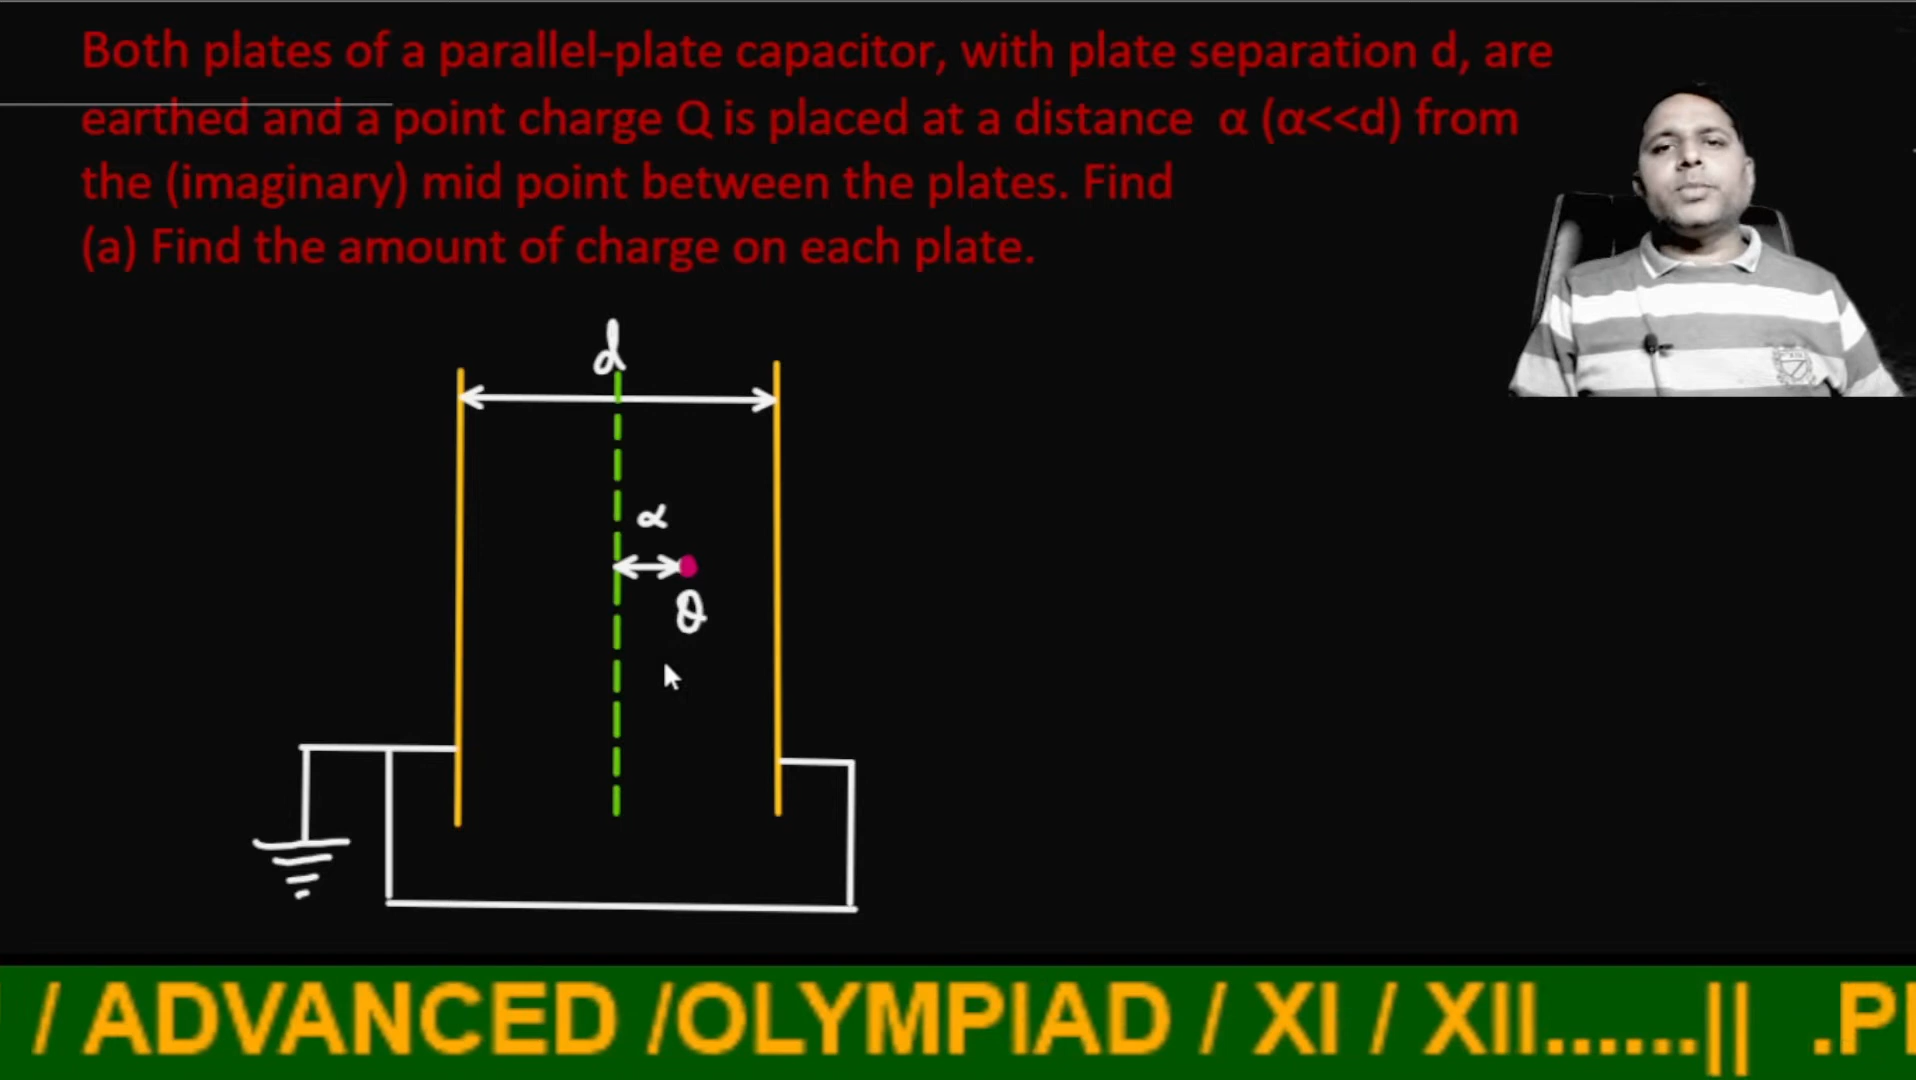 Both plates of a parallel-plate capacitor, with plate separation d, are
earthed and a point charge Q is placed at a distance α (α<<d) from
the (imaginary) mid point between the plates. Find
(a) Find the amount of charge on each plate.
d
α
Q
/ ADVANCED /OLYMPIAD / XI / XII......|| .P